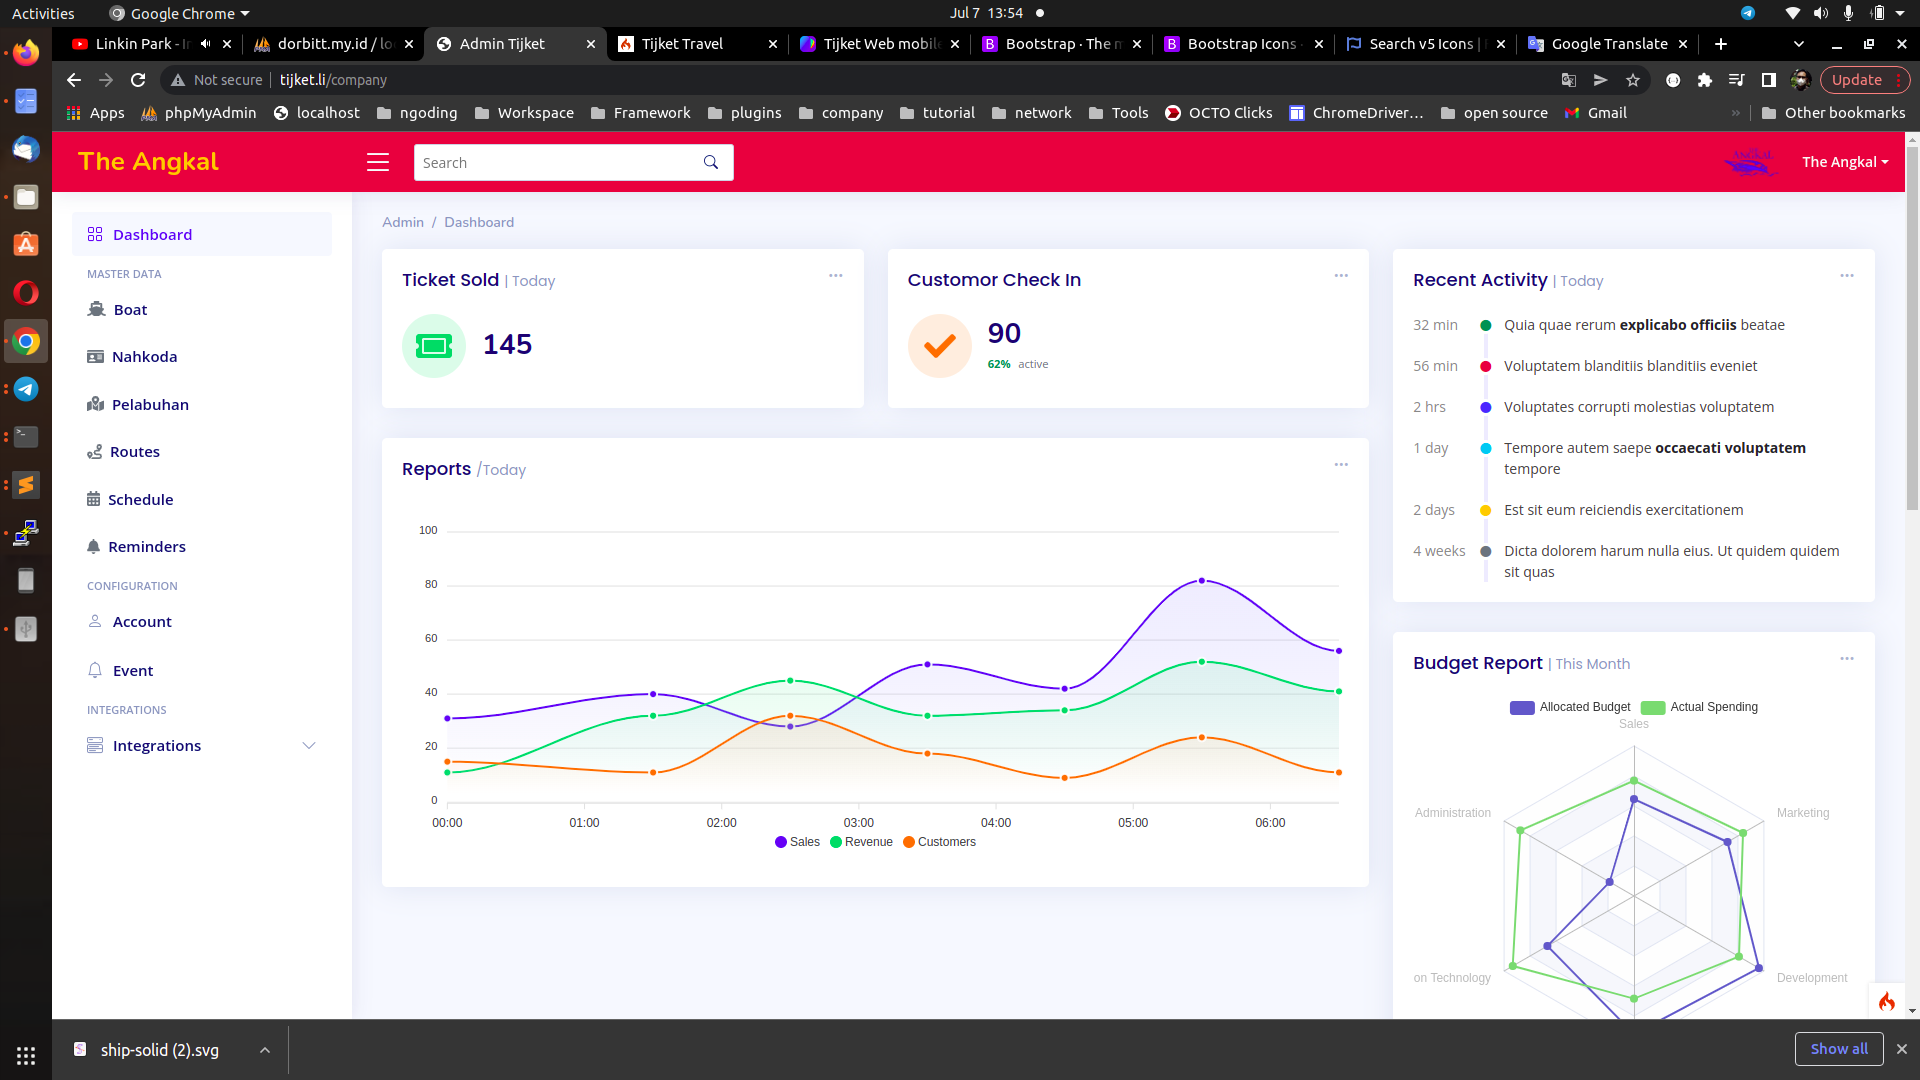 Activities
Google Chrome
Jul 7 13:54
Linkin Park - I
dorbitt.my.id / lo
Admin Tijket
Tijket Travel
Tijket Web mobil
Bootstrap · The m
Bootstrap Icons
Search v5 Icons |
Google Translate
Not secure
tijket.li/company
Update
Apps
phpMyAdmin
localhost
ngoding
Workspace
Framework
plugins
company
tutorial
network
Tools
OCTO Clicks
ChromeDriver...
open source
Gmail
»
Other bookmarks
The Angkal
Search
The Angkal
Dashboard
MASTER DATA
Boat
Nahkoda
Pelabuhan
Routes
Schedule
Reminders
CONFIGURATION
Account
Event
INTEGRATIONS
Integrations
Admin / Dashboard
Ticket Sold | Today
145
Customor Check In
90
62% active
Reports /Today
100
80
60
40
20
0
00:00
01:00
02:00
03:00
04:00
05:00
06:00
Sales
Revenue
Customers
Recent Activity | Today
32 min
Quia quae rerum explicabo officiis beatae
56 min
Voluptatem blanditiis blanditiis eveniet
2 hrs
Voluptates corrupti molestias voluptatem
1 day
Tempore autem saepe occaecati voluptatem
tempore
2 days
Est sit eum reiciendis exercitationem
4 weeks
Dicta dolorem harum nulla eius. Ut quidem quidem
sit quas
Budget Report | This Month
Allocated Budget
Actual Spending
Sales
Administration
Marketing
on Technology
Development
ship-solid (2).svg
Show all